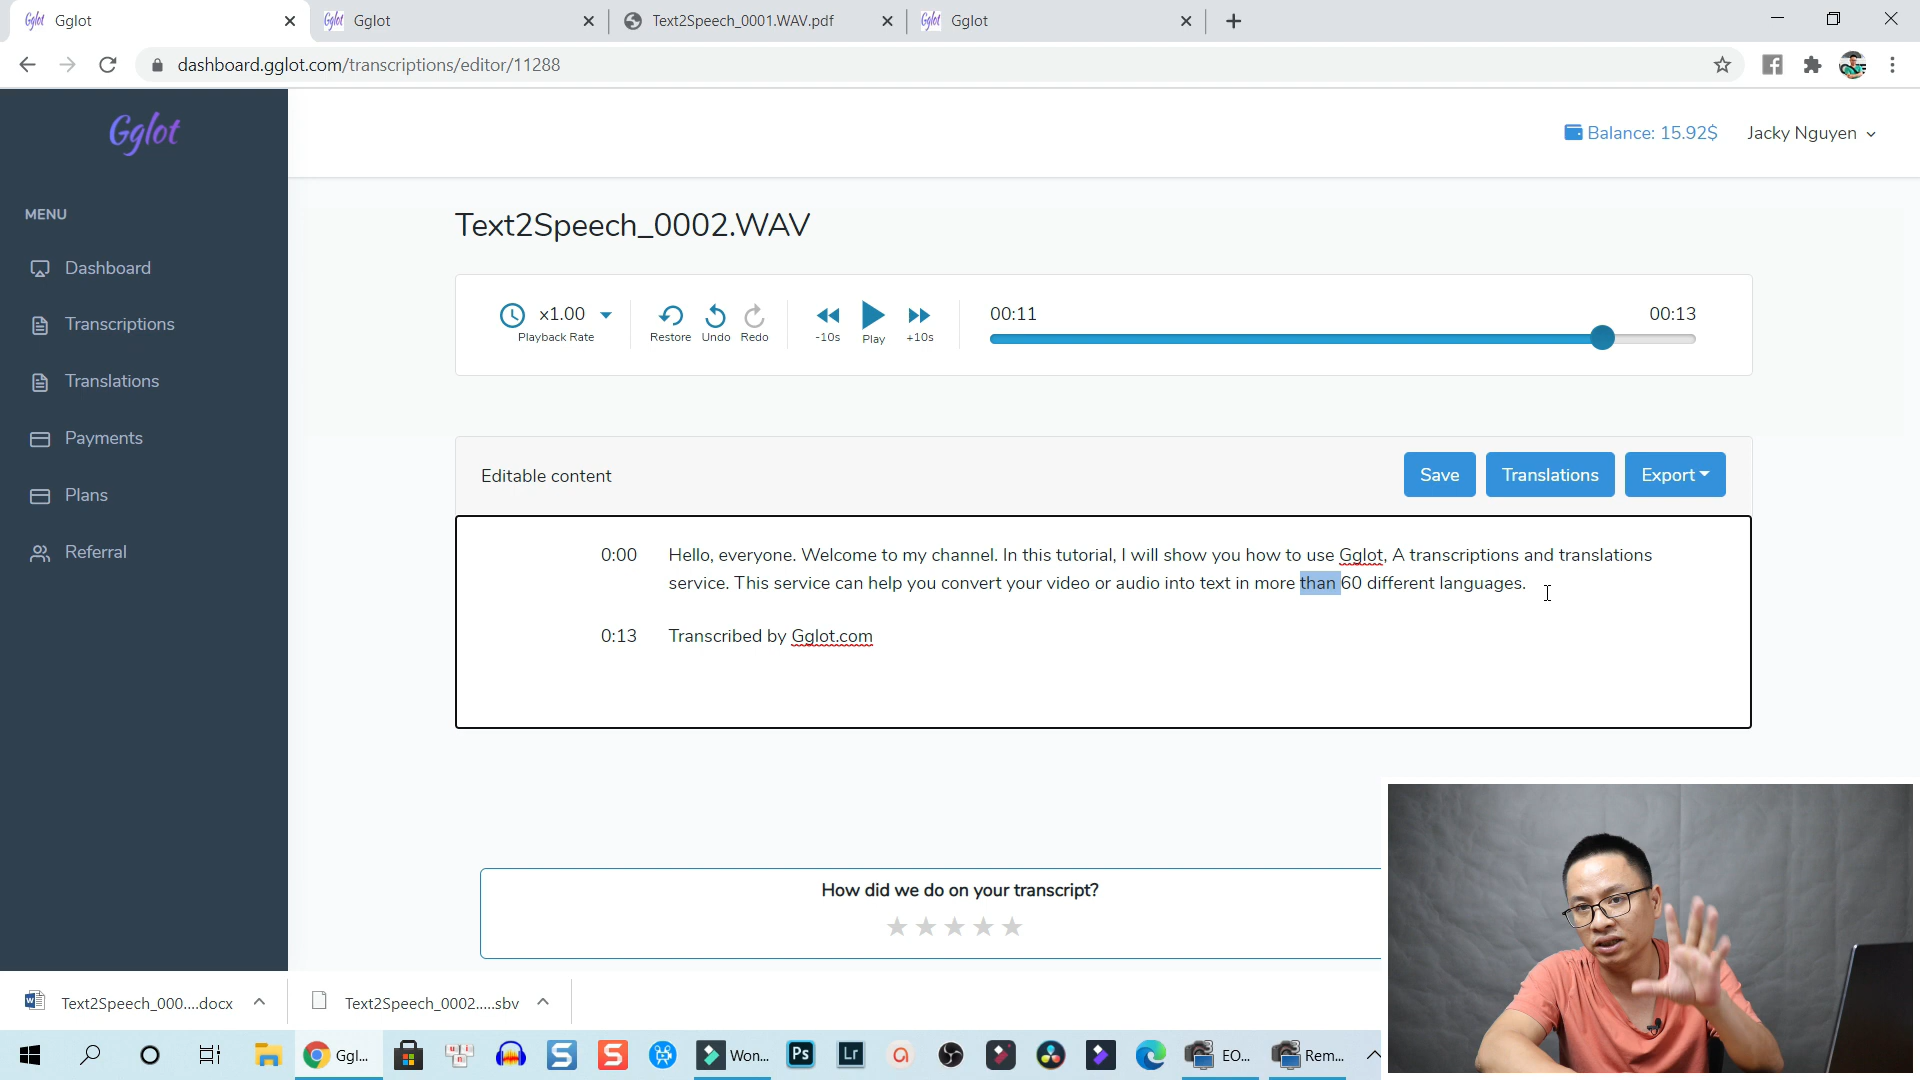 Gglot
Gglot
Text2Speech_0001.WAV.pdf
Gglot
dashboard.gglot.com/transcriptions/editor/11288
Gglot
Balance: 15.92$
Jacky Nguyen
MENU
Dashboard
Transcriptions
Translations
Payments
Plans
Referral
Text2Speech_0002.WAV
x1.00
Playback Rate
Restore
Undo
Redo
-10s
Play
+10s
00:11
00:13
Editable content
Save
Translations
Export
0:00 Hello, everyone. Welcome to my channel. In this tutorial, I will show you how to use Gglot, A transcriptions and translations
service. This service can help you convert your video or audio into text in more than 60 different languages.
0:13 Transcribed by Gglot.com
How did we do on your transcript?
Text2Speech_000....docx
Text2Speech_0002.....sbv
Ggl...
Won...
Ps
Lr
EO...
Rem...